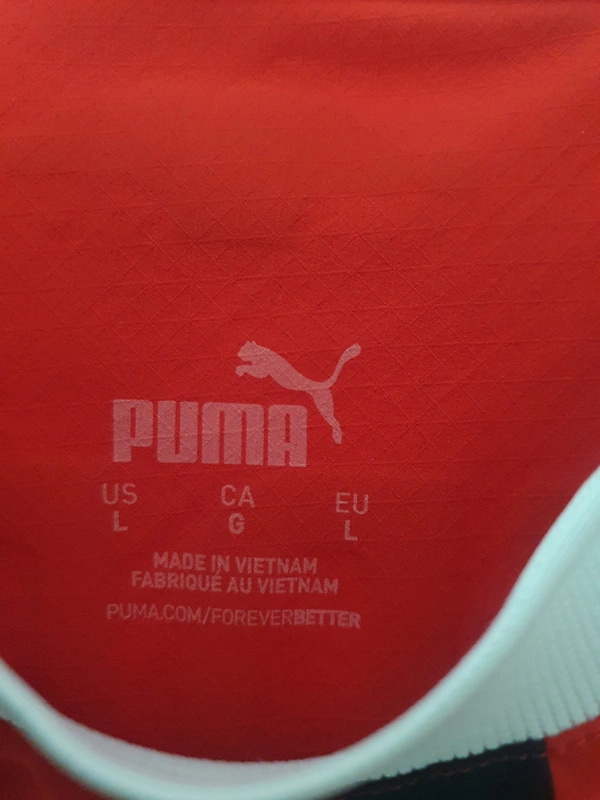 PUMA
US CA EU
L G L
MADE IN VIETNAM
FABRIQUÉ AU VIETNAM
PUMA.COM/FOREVERBETTER